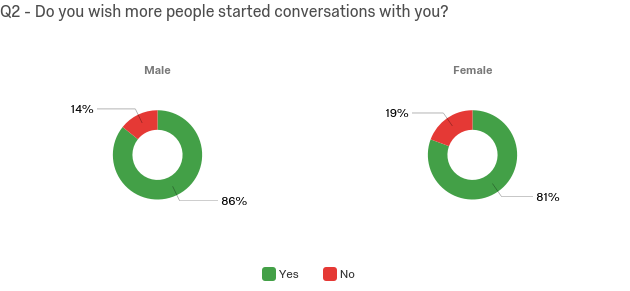 Q2 - Do you wish more people started conversations with you?
Male
Female
14%
86%
19%
81%
Yes
No